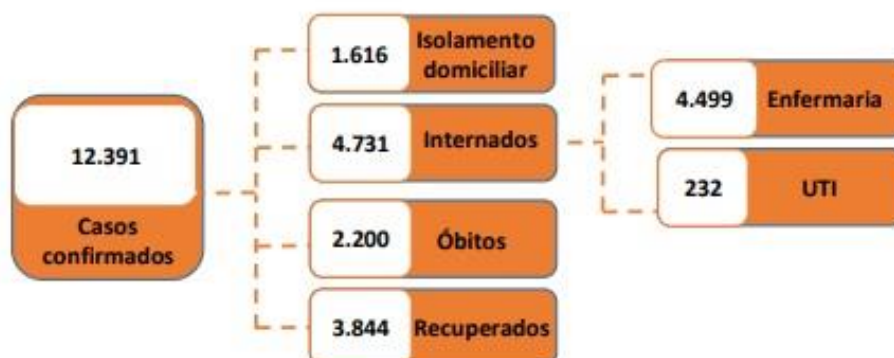 12.391
Casos
confirmados
1.616
Isolamento
domiciliar
4.731
Internados
2.200
Óbitos
3.844
Recuperados
4.499
Enfermaria
232
UTI